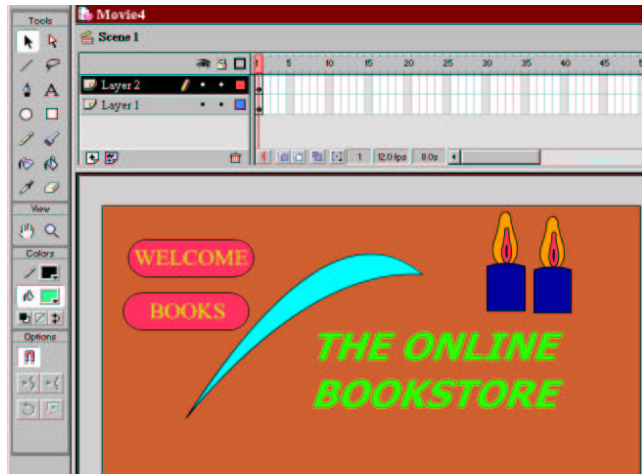 Tools
Movie4
Scene 1
1 5 10 15 20 25 30 35 40 45
Layer 2
Layer 1
1 12.0 fps 0.0s
View
Colors
Options
WELCOME
BOOKS
THE ONLINE
BOOKSTORE